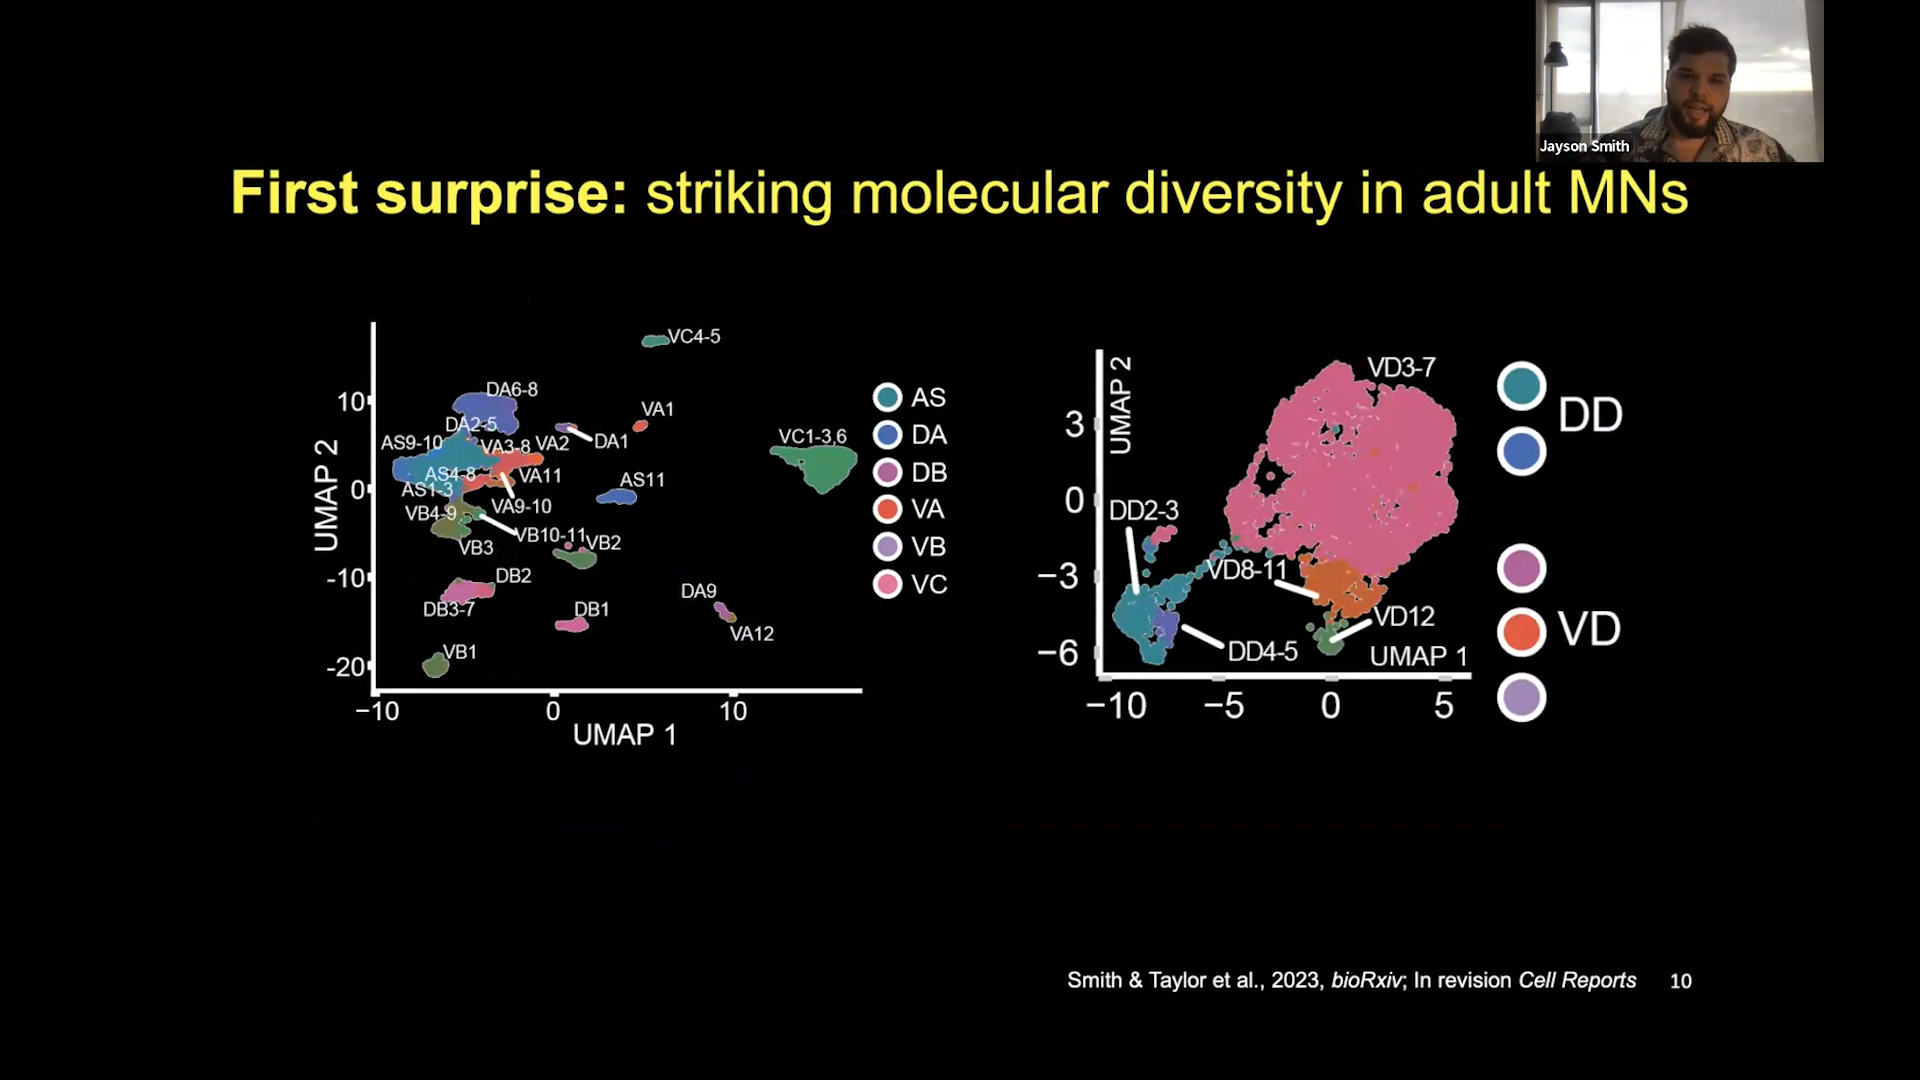 Jayson Smith
First surprise: striking molecular diversity in adult MNs
VC4-5
DA6-8
VA1
DA2-5
DA1
AS9-10
VA3-8
VA2
VC1-3,6
AS4-8
VA11
AS11
AS1-3
VA9-10
VB4-9
VB10-11
VB2
VB3
DB2
DB3-7
DA9
DB1
VA12
VB1
10
0
-10
-20
UMAP 2
−10
0
10
UMAP 1
AS
DA
DB
VA
VB
VC
UMAP 2
VD3-7
3
0
−3
−6
DD2-3
VD8-11
VD12
DD4-5
UMAP 1
−10
−5
0
5
DD
VD
Smith & Taylor et al., 2023, bioRxiv; In revision Cell Reports
10